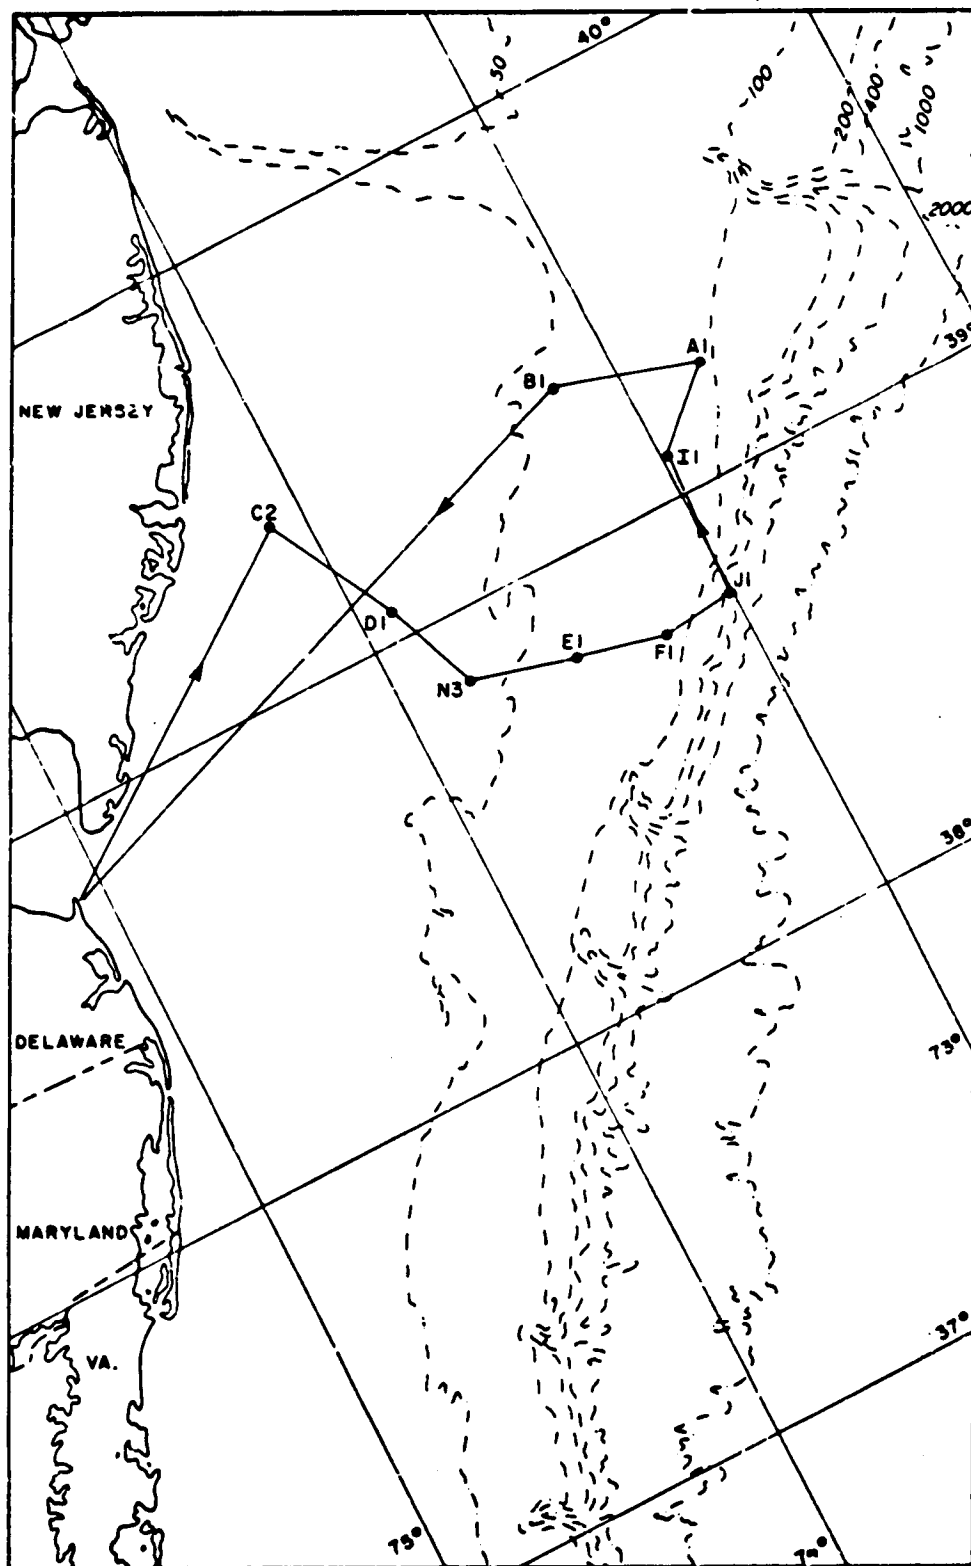 40°
50
100
200
400
1000
2000
39°
A1
B1
NEW JERSEY
I1
C2
J1
D1
E1
F1
N3
38°
DELAWARE
73°
MARYLAND
37°
VA.
75°
74°